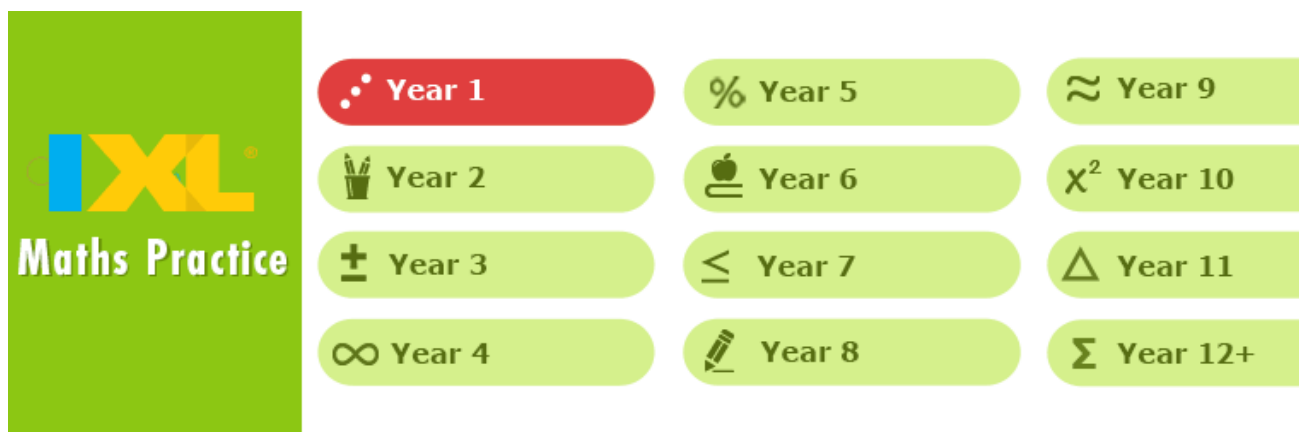 IXL®
Maths Practice
Year 1
Year 2
± Year 3
∞ Year 4
% Year 5
Year 6
≤ Year 7
Year 8
≈ Year 9
x² Year 10
△ Year 11
Σ Year 12+